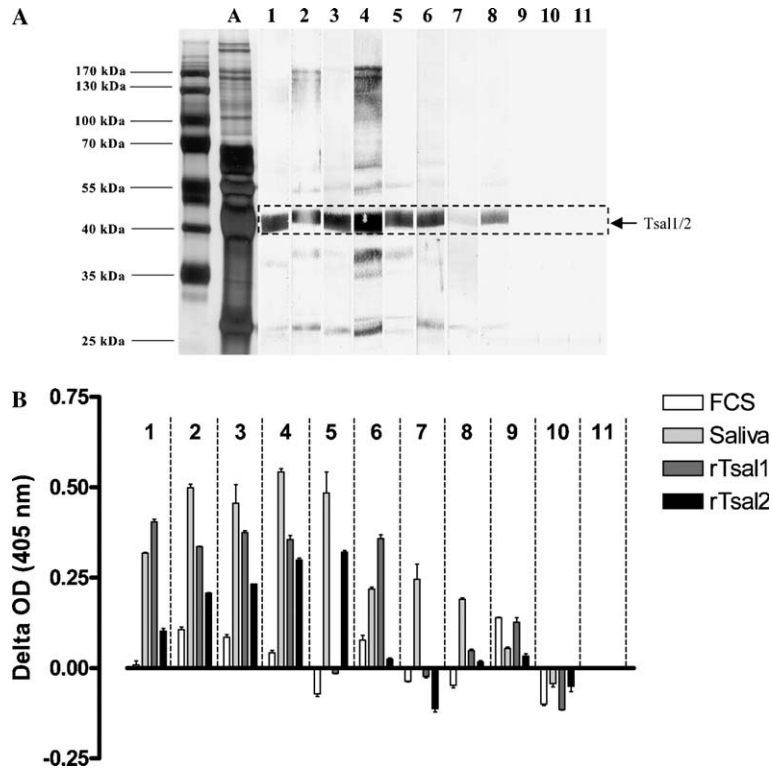 A
A 1 2 3 4 5 6 7 8 9 10 11
170 kDa
130 kDa
100 kDa
70 kDa
55 kDa
40 kDa
35 kDa
25 kDa
Tsal1/2
B
0.75
0.50
0.25
0.00
-0.25
Delta OD (405 nm)
1 2 3 4 5 6 7 8 9 10 11
FCS
Saliva
rTsal1
rTsal2